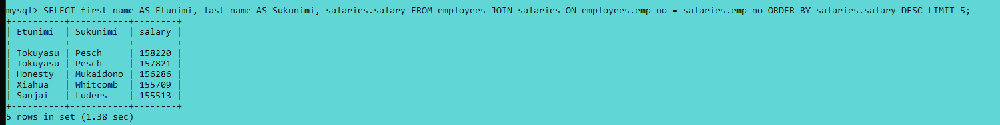 mysql> SELECT first_name AS Etunimi, last_name AS Sukunimi, salaries.salary FROM employees JOIN salaries ON employees.emp_no = salaries.emp_no ORDER BY salaries.salary DESC LIMIT 5;
+----------+-----------+--------+
| Etunimi  | Sukunimi  | salary |
+----------+-----------+--------+
| Tokuyasu | Pesch     | 158220 |
| Tokuyasu | Pesch     | 157821 |
| Honesty  | Mukaidono | 156286 |
| Xiahua   | Whitcomb  | 155709 |
| Sanjai   | Luders    | 155513 |
+----------+-----------+--------+
5 rows in set (1.38 sec)